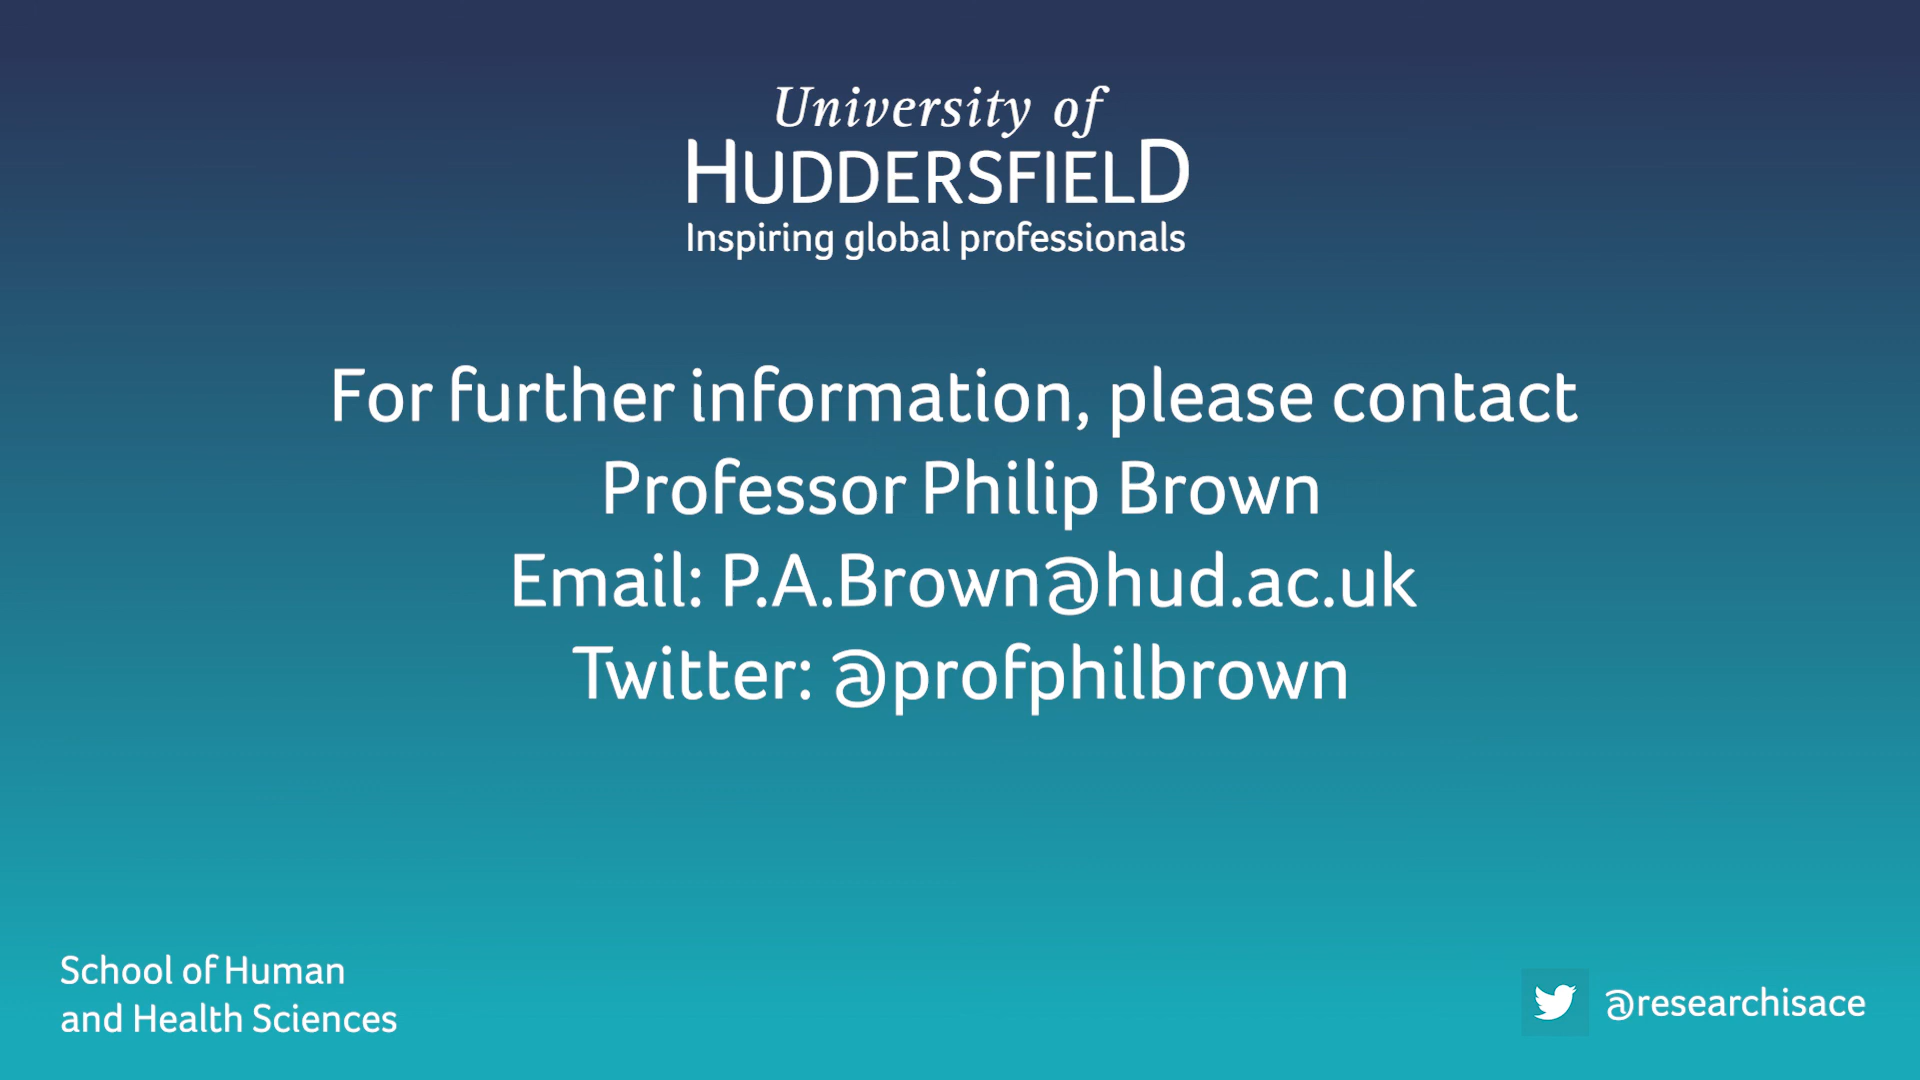 University of
HUDDERSFIELD
Inspiring global professionals
For further information, please contact
Professor Philip Brown
Email: P.A.Brown@hud.ac.uk
Twitter: @profphilbrown
School of Human
and Health Sciences
@researchisace